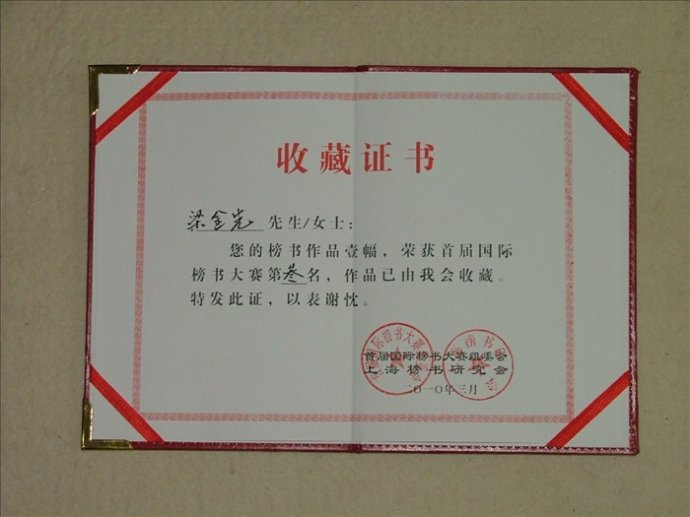 收藏证书
梁金光 先生/女士：
您的榜书作品壹幅，荣获首届国际
榜书大赛第叁名，作品已由我会收藏。
特发此证，以表谢忱。
首届国际榜书大赛组委会
上海榜书研究会
二〇一〇年三月